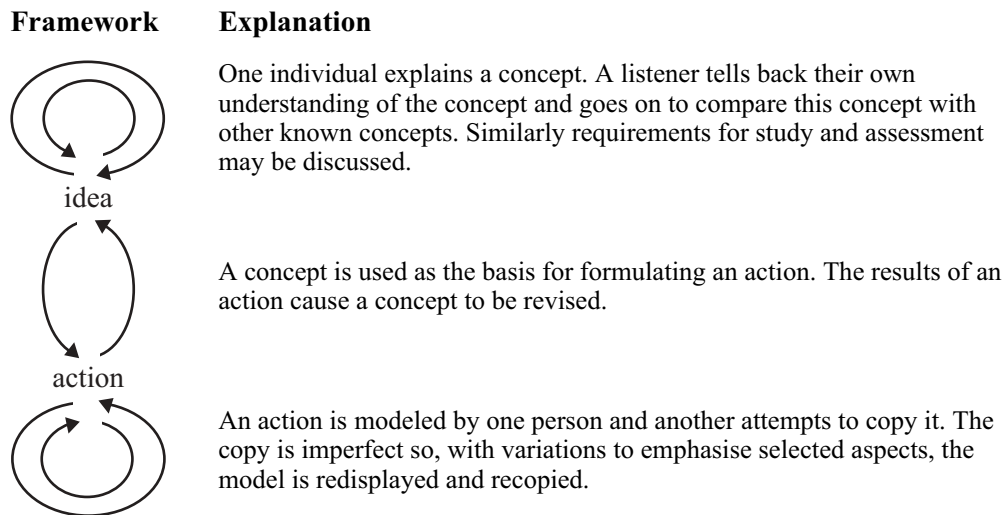 Framework Explanation
One individual explains a concept. A listener tells back their own
understanding of the concept and goes on to compare this concept with
other known concepts. Similarly requirements for study and assessment
may be discussed.
idea
A concept is used as the basis for formulating an action. The results of an
action cause a concept to be revised.
action
An action is modeled by one person and another attempts to copy it. The
copy is imperfect so, with variations to emphasise selected aspects, the
model is redisplayed and recopied.